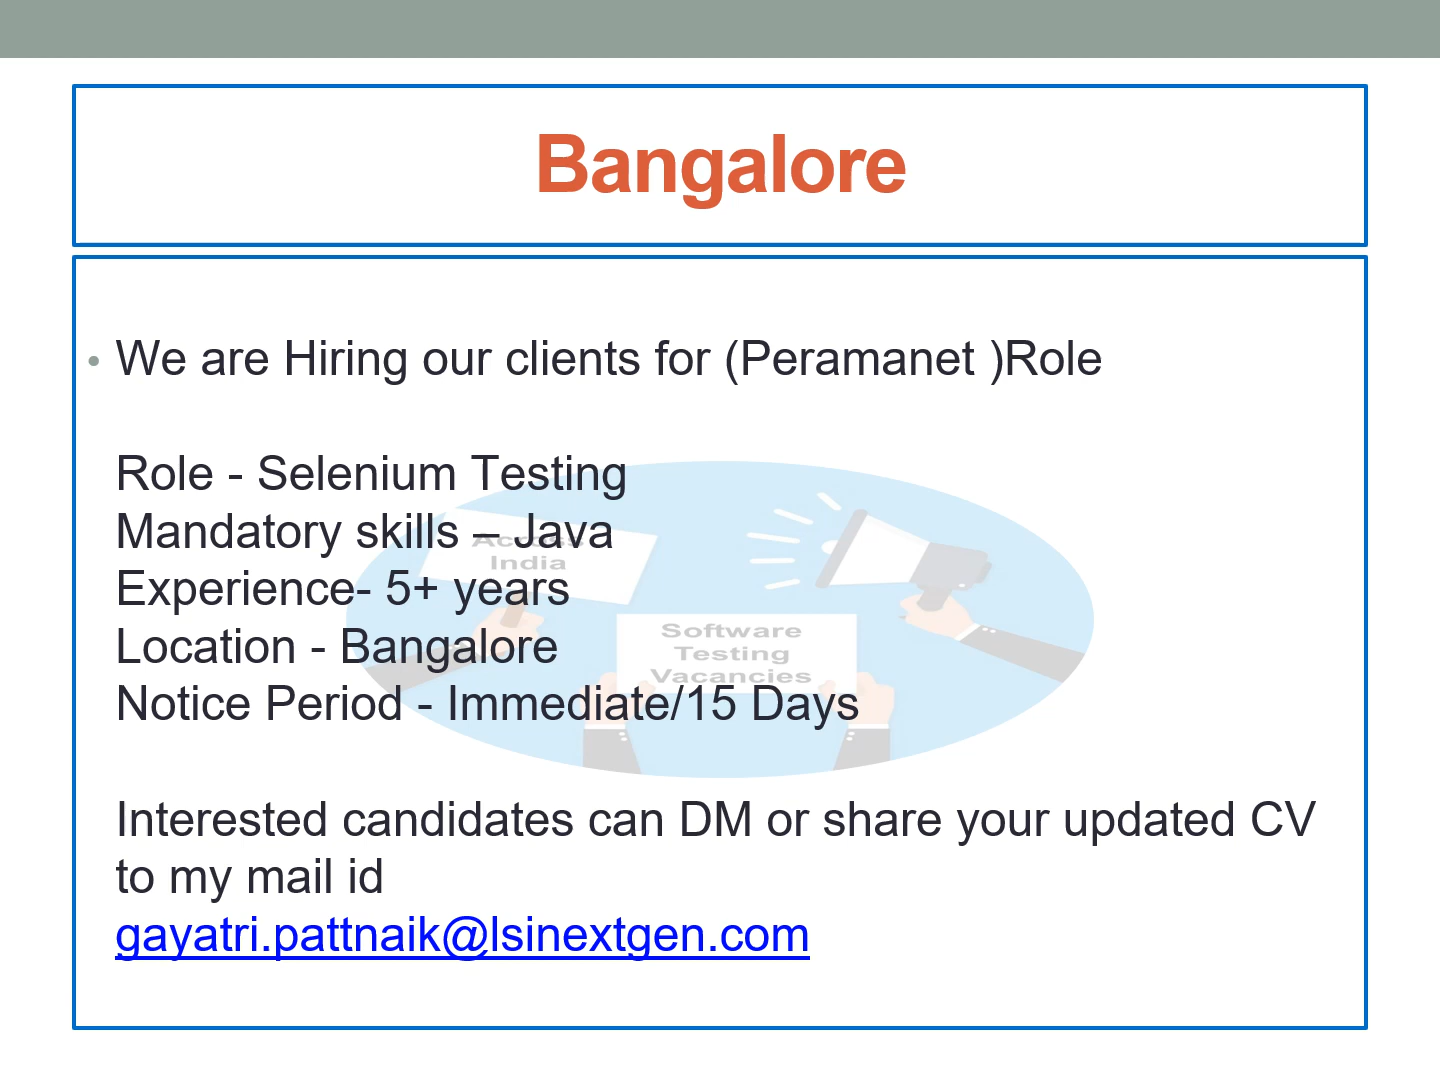 Bangalore
• We are Hiring our clients for (Peramanet )Role
Role - Selenium Testing
Mandatory skills – Java
Experience- 5+ years
Location - Bangalore
Notice Period - Immediate/15 Days
Interested candidates can DM or share your updated CV
to my mail id
gayatri.pattnaik@lsinextgen.com
Across
India
Software
Testing
Vacancies